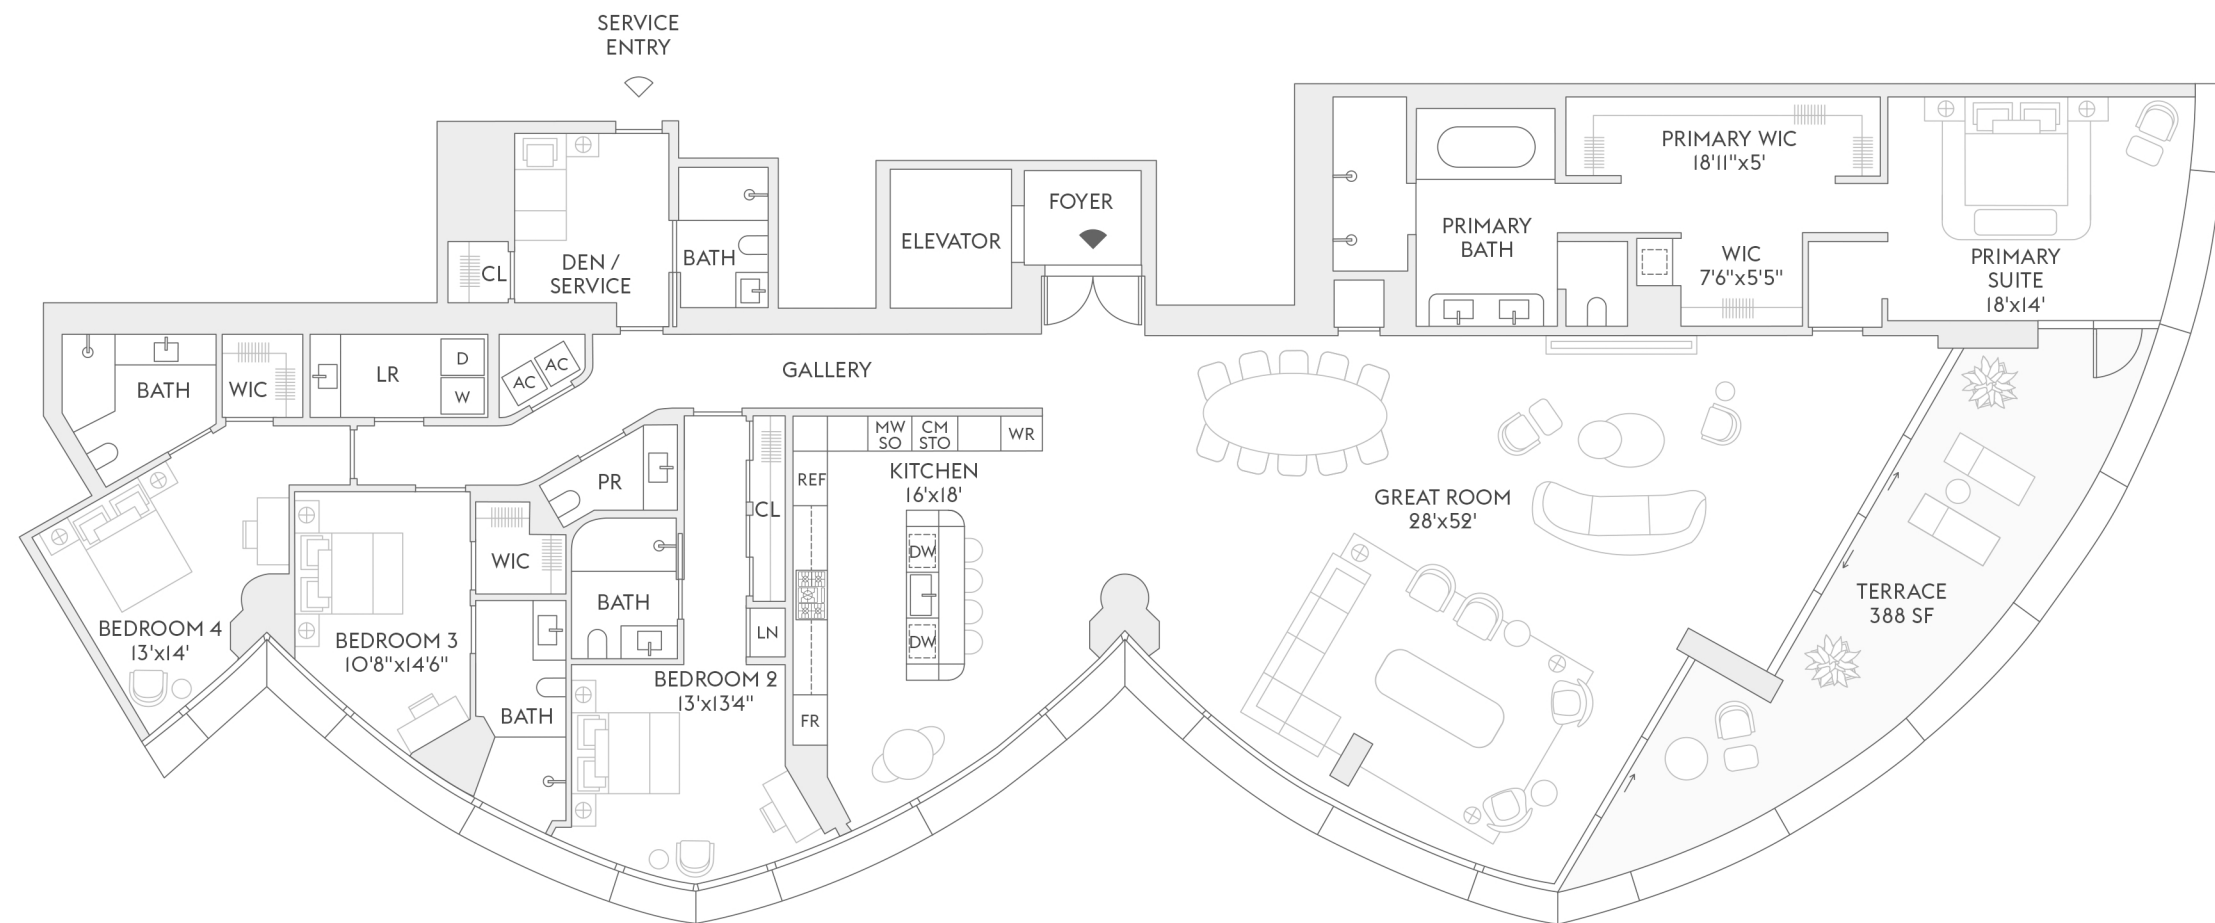 SERVICE
ENTRY
PRIMARY WIC
18'11"x5'
FOYER
ELEVATOR
PRIMARY
BATH
WIC
7'6"x5'5"
PRIMARY
SUITE
18'x14'
CL
DEN /
SERVICE
BATH
BATH
WIC
LR
D
W
AC
AC
GALLERY
MW
SO
CM
STO
WR
KITCHEN
16'x18'
REF
PR
CL
GREAT ROOM
28'x52'
DW
WIC
BATH
TERRACE
388 SF
BEDROOM 4
13'x14'
BEDROOM 3
10'8"x14'6"
LN
DW
BEDROOM 2
13'x13'4"
BATH
FR